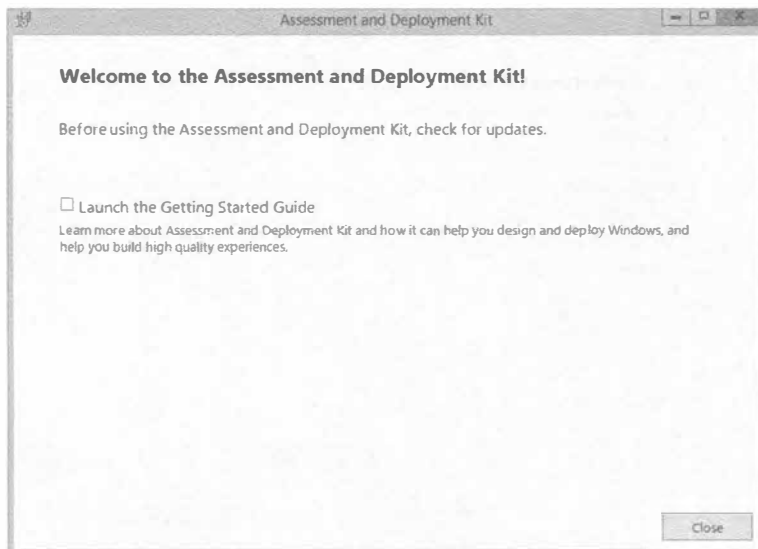 Assessment and Deployment Kit
Welcome to the Assessment and Deployment Kit!
Before using the Assessment and Deployment Kit, check for updates.
Launch the Getting Started Guide
Learn more about Assessment and Deployment Kit and how it can help you design and deploy Windows, and
help you build high quality experiences.
Close